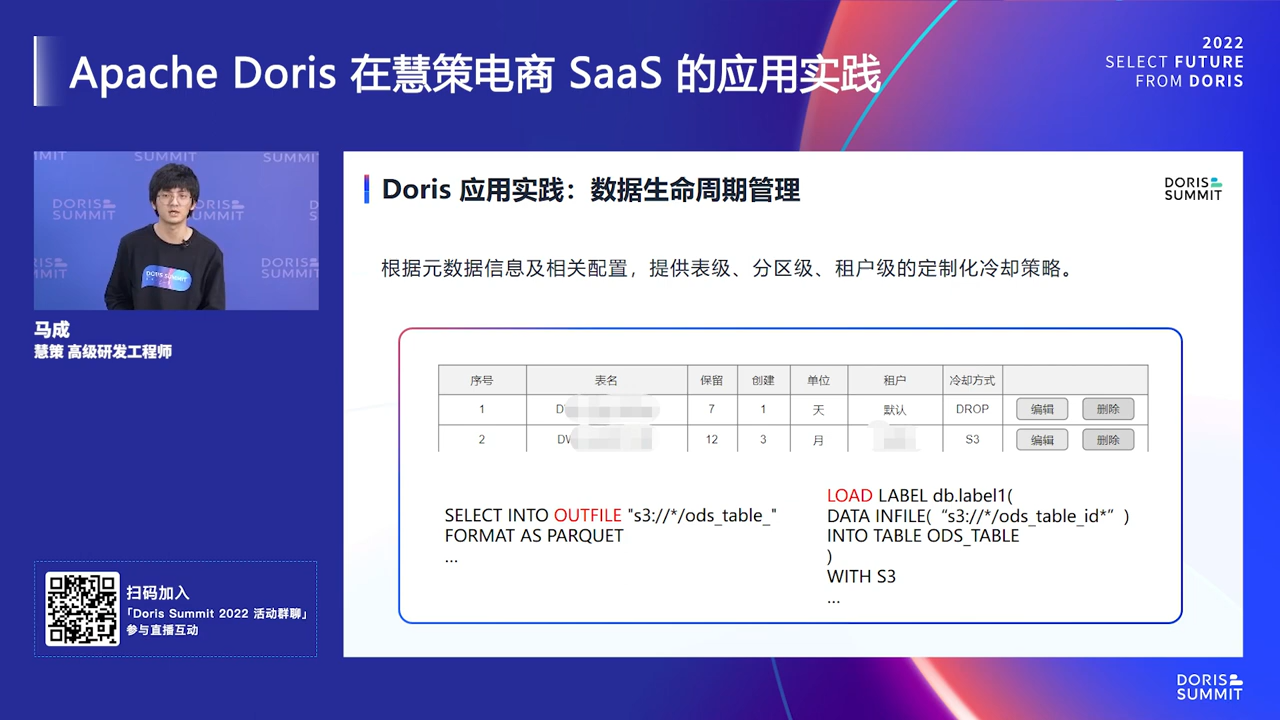 Apache Doris 在慧策电商 SaaS 的应用实践
2022
SELECT FUTURE
FROM DORIS
SUMMIT
DORIS
SUMMIT
DORIS SUMMIT
马成
慧策 高级研发工程师
扫码加入
「Doris Summit 2022 活动群聊」
参与直播互动
Doris 应用实践：数据生命周期管理
DORIS
SUMMIT
根据元数据信息及相关配置，提供表级、分区级、租户级的定制化冷却策略。
序号 表名 保留 创建 单位 租户 冷却方式
1 7 1 天 默认 DROP 编辑 删除
2 12 3 月 S3 编辑 删除
SELECT INTO OUTFILE "s3://*/ods_table_"
FORMAT AS PARQUET
...
LOAD LABEL db.label1(
DATA INFILE(“s3://*/ods_table_id*”)
INTO TABLE ODS_TABLE
)
WITH S3
...
DORIS
SUMMIT